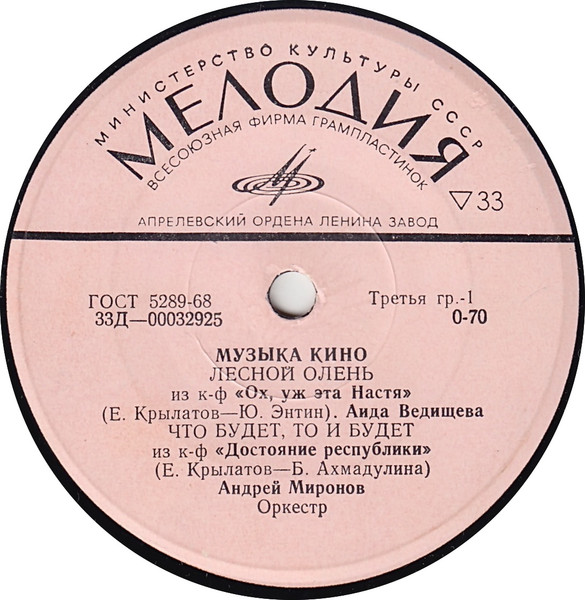 МИНИСТЕРСТВО КУЛЬТУРЫ СССР
МЕЛОДИЯ
ВСЕСОЮЗНАЯ ФИРМА ГРАМПЛАСТИНОК
▽33
АПРЕЛЕВСКИЙ ОРДЕНА ЛЕНИНА ЗАВОД
ГОСТ 5289-68
Третья гр.-1
33Д—00032925
0-70
МУЗЫКА КИНО
ЛЕСНОЙ ОЛЕНЬ
из к-ф «Ох, уж эта Настя»
(Е. Крылатов—Ю. Энтин). Аида Ведищева
ЧТО БУДЕТ, ТО И БУДЕТ
из к-ф «Достояние республики»
(Е. Крылатов—Б. Ахмадулина)
Андрей Миронов
Оркестр